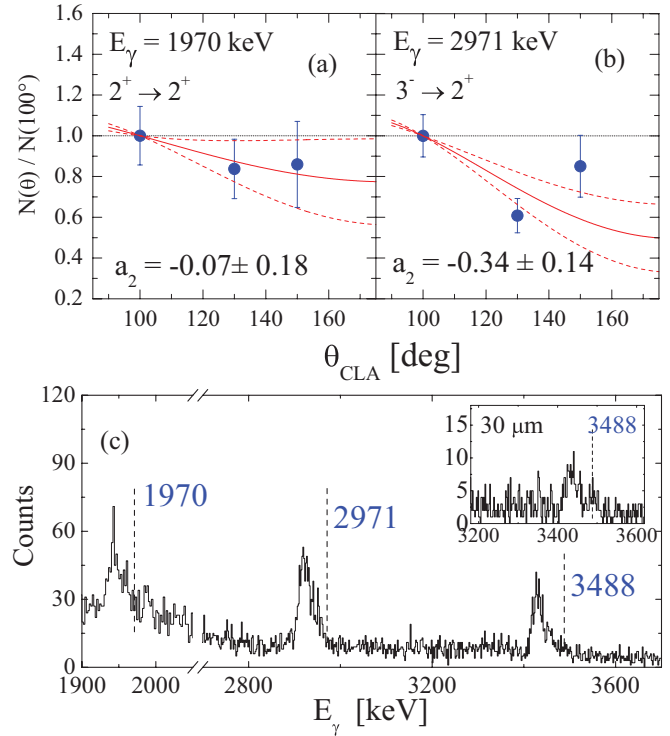 1.6
1.4
1.2
1.0
0.8
0.6
0.4
0.2
N(θ) / N(100°)
E_γ = 1970 keV
(a)
2⁺ → 2⁺
a₂ = -0.07± 0.18
E_γ = 2971 keV
(b)
3⁻ → 2⁺
a₂ = -0.34 ± 0.14
100 120 140 160 100 120 140 160
θ_CLA [deg]
120
90
60
30
0
Counts
(c)
1970
2971
3488
15
10
5
0
30 μm
3488
3200 3400 3600
1900 2000 2800 3200 3600
E_γ [keV]